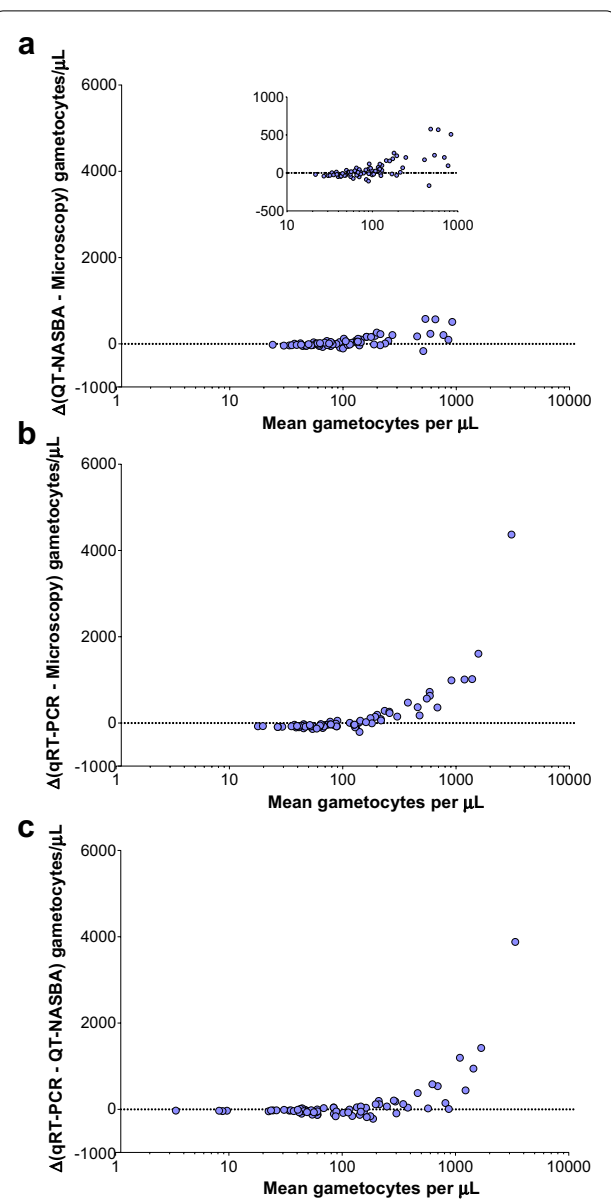 a
Δ(QT-NASBA - Microscopy) gametocytes/μL
6000
4000
2000
0
-1000
1 10 100 1000 10000
Mean gametocytes per μL
1000
500
0
-500
10 100 1000
b
Δ(qRT-PCR - Microscopy) gametocytes/μL
6000
4000
2000
0
-1000
1 10 100 1000 10000
Mean gametocytes per μL
c
Δ(qRT-PCR - QT-NASBA) gametocytes/μL
6000
4000
2000
0
-1000
1 10 100 1000 10000
Mean gametocytes per μL